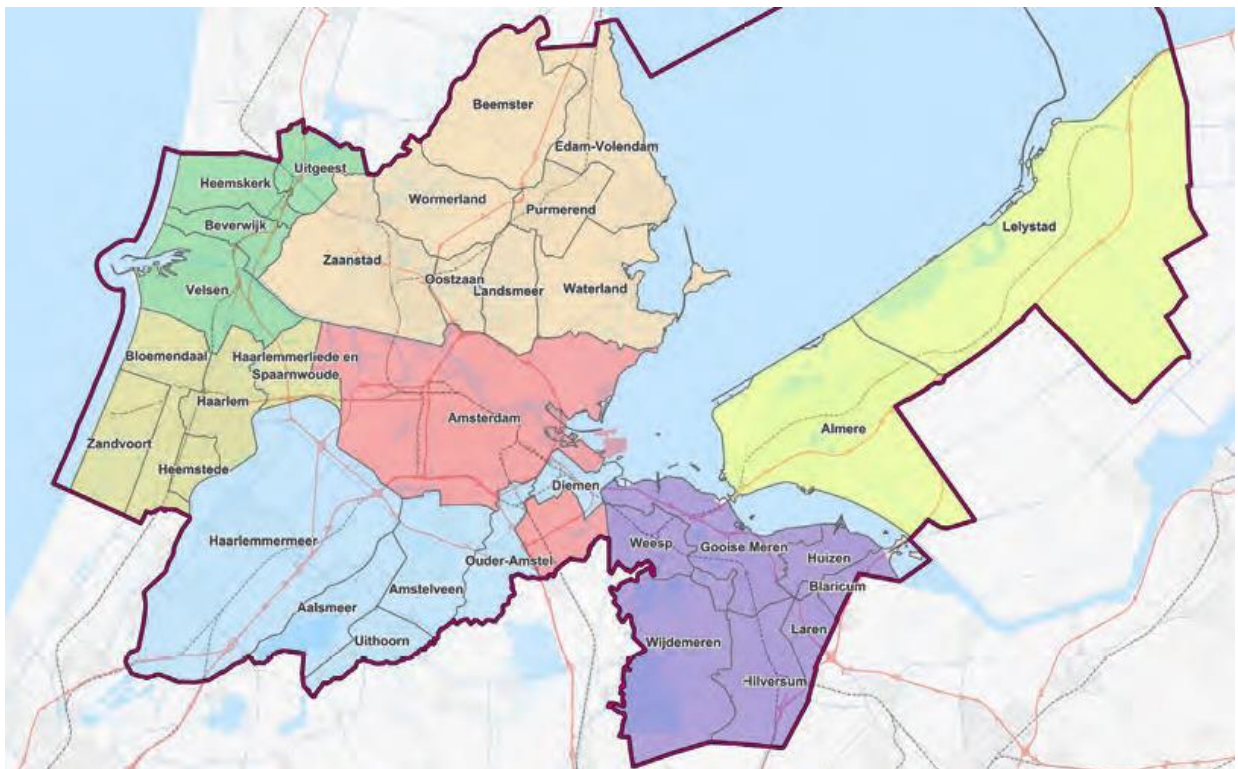 Beemster
Edam-Volendam
Uitgeest
Heemskerk
Wormerland
Purmerend
Beverwijk
Lelystad
Zaanstad
Oostzaan
Landsmeer
Waterland
Velsen
Bloemendaal
Haarlemmerliede en
Spaarnwoude
Haarlem
Amsterdam
Almere
Zandvoort
Heemstede
Diemen
Haarlemmermeer
Weesp
Gooise Meren
Huizen
Ouder-Amstel
Amstelveen
Blaricum
Aalsmeer
Laren
Uithoorn
Wijdemeren
Hilversum